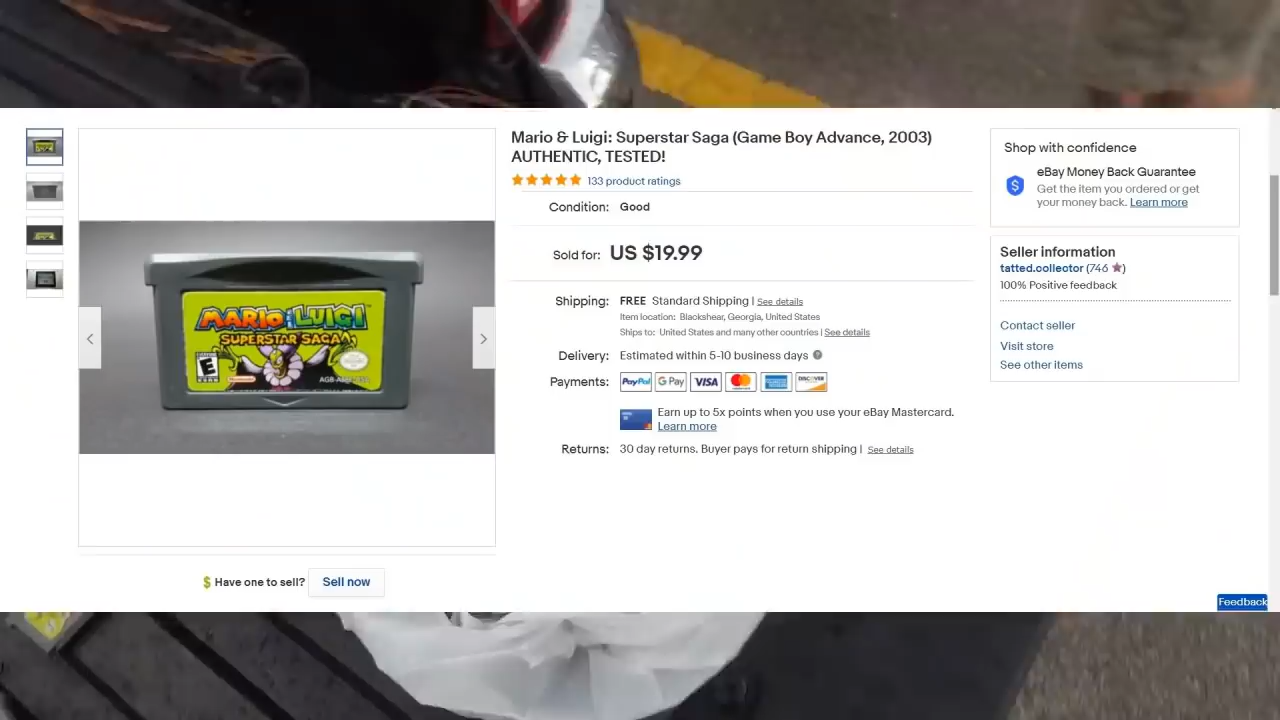 Mario & Luigi: Superstar Saga (Game Boy Advance, 2003)
AUTHENTIC, TESTED!
133 product ratings
Condition: Good
Sold for: US $19.99
Shipping: FREE Standard Shipping | See details
Item location: Blackshear, Georgia, United States
Ships to: United States and many other countries | See details
Delivery: Estimated within 5-10 business days
Payments: PayPal G Pay VISA mastercard DISCOVER
Earn up to 5x points when you use your eBay Mastercard.
Learn more
Returns: 30 day returns. Buyer pays for return shipping | See details
Shop with confidence
eBay Money Back Guarantee
Get the item you ordered or get
your money back. Learn more
Seller information
tatted.collector (746)
100% Positive feedback
Contact seller
Visit store
See other items
MARIO & LUIGI
SUPERSTAR SAGA
E
Nintendo
$ Have one to sell? Sell now
Feedback